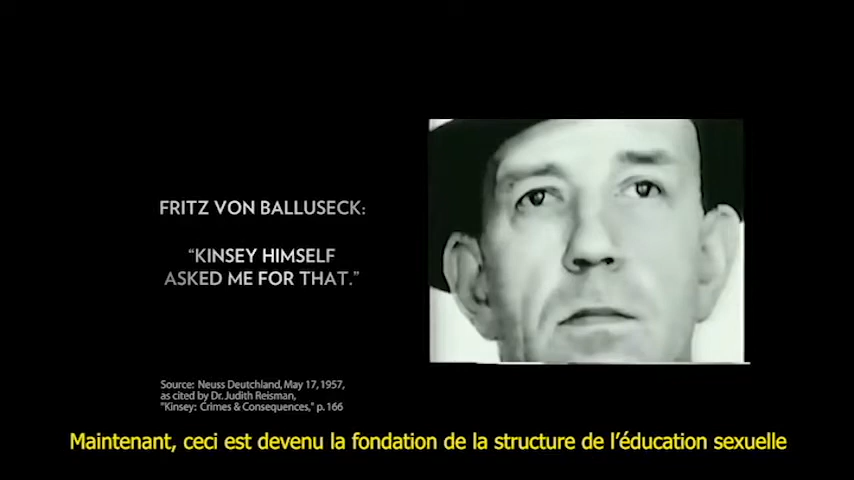 FRITZ VON BALLUSECK:
“KINSEY HIMSELF
ASKED ME FOR THAT.”
Source: Neuss Deutchland, May 17, 1957,
as cited by Dr. Judith Reisman,
"Kinsey: Crimes & Consequences," p. 166
Maintenant, ceci est devenu la fondation de la structure de l’éducation sexuelle